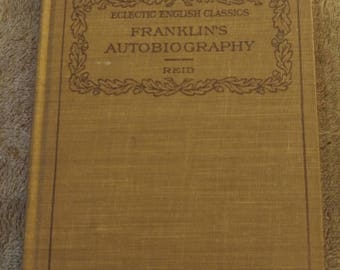 ECLECTIC ENGLISH CLASSICS
FRANKLIN'S
AUTOBIOGRAPHY
REID